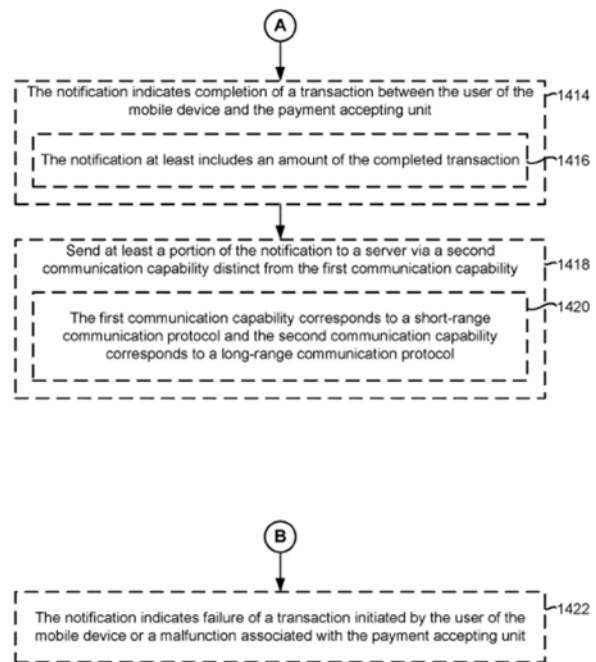 A
The notification indicates completion of a transaction between the user of the
mobile device and the payment accepting unit
1414
The notification at least includes an amount of the completed transaction
1416
Send at least a portion of the notification to a server via a second
communication capability distinct from the first communication capability
1418
The first communication capability corresponds to a short-range
communication protocol and the second communication capability
corresponds to a long-range communication protocol
1420
B
The notification indicates failure of a transaction initiated by the user of the
mobile device or a malfunction associated with the payment accepting unit
1422